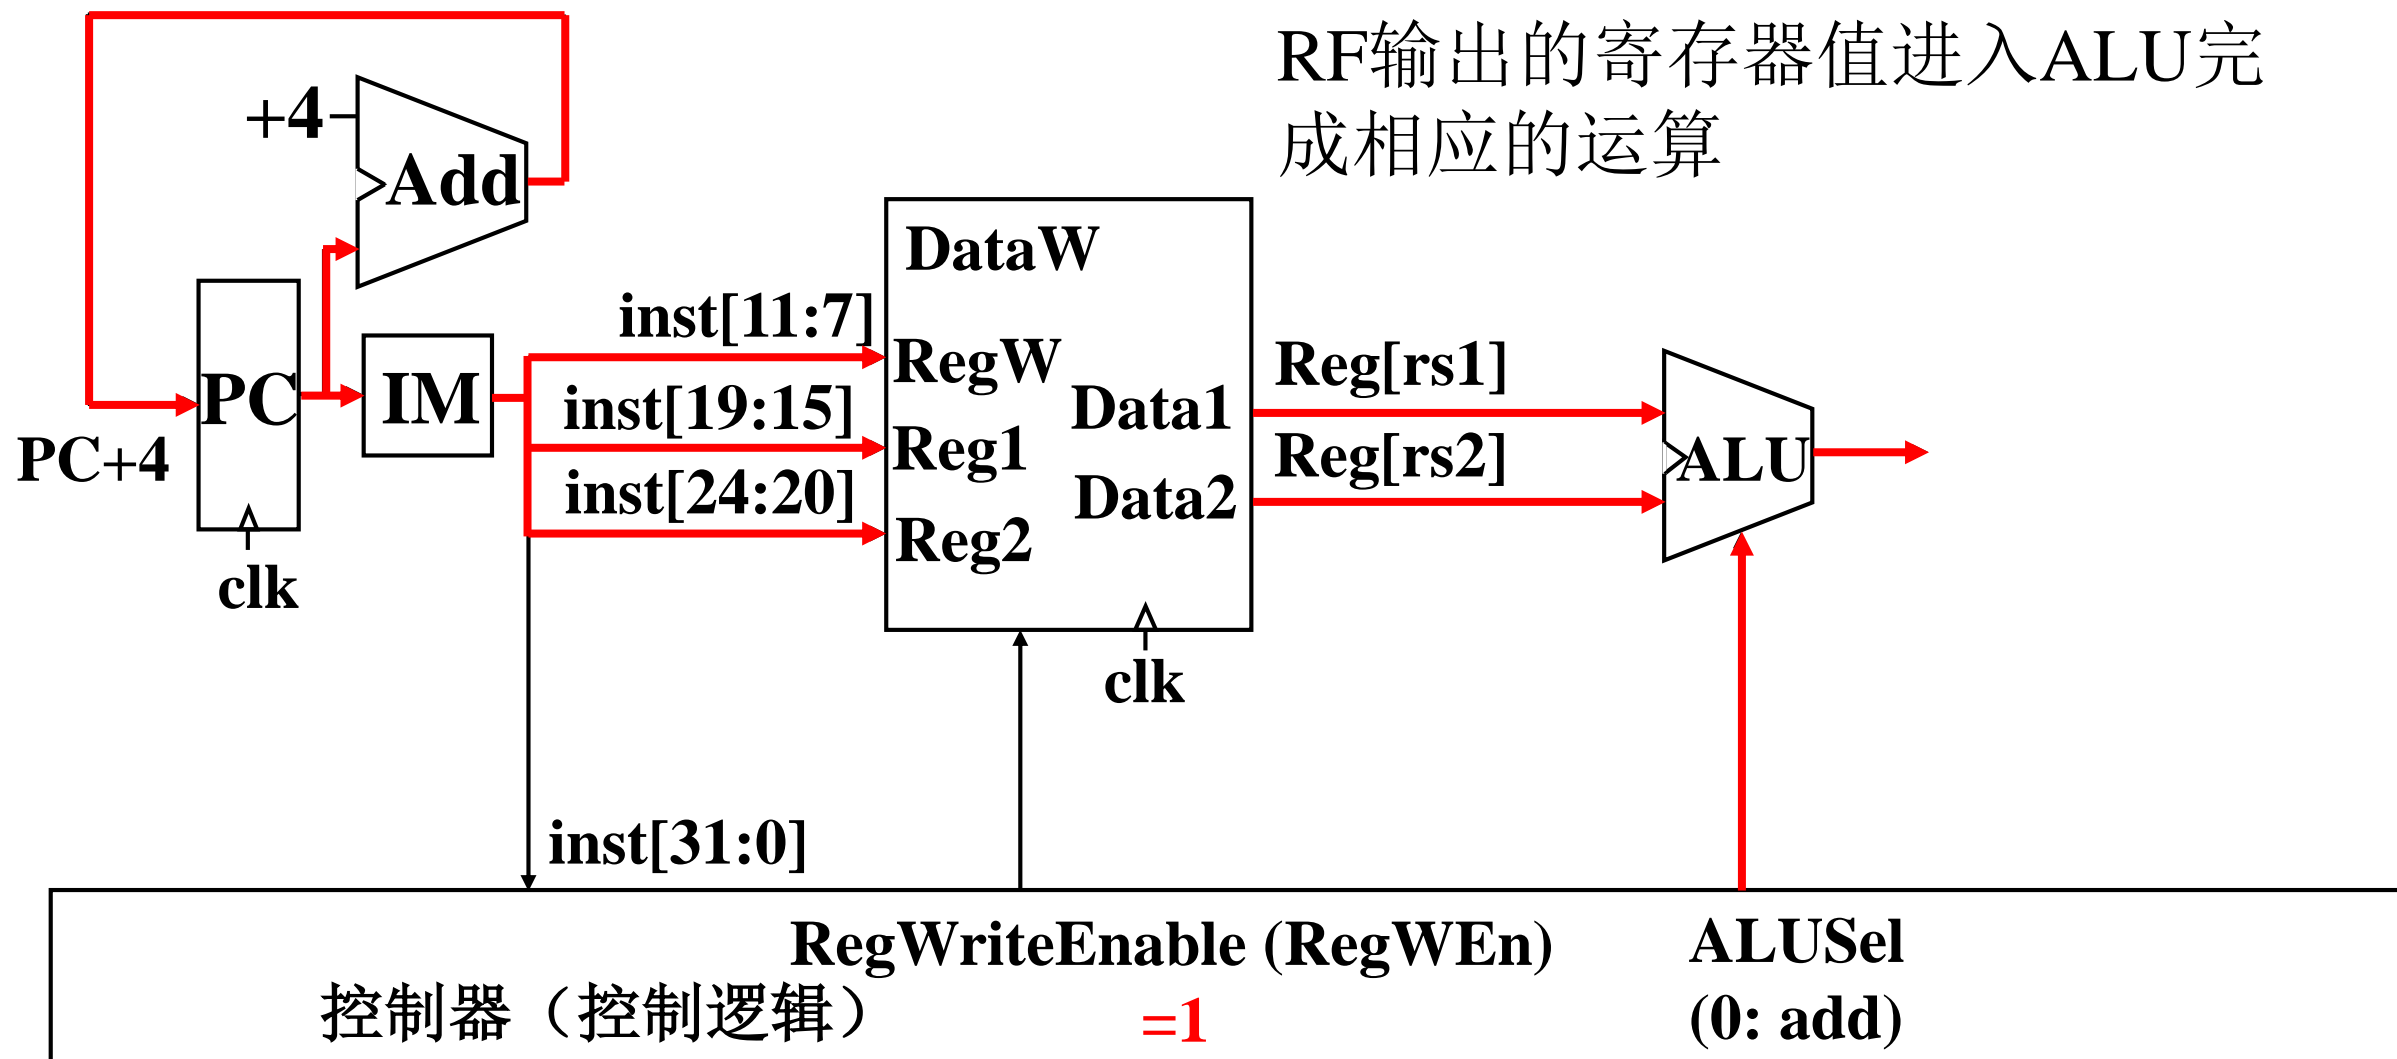 RF输出的寄存器值进入ALU完
成相应的运算
+4
Add
DataW
inst[11:7]
RegW
Reg[rs1]
PC
IM
inst[19:15]
Data1
PC+4
Reg1
Reg[rs2]
ALU
inst[24:20]
Data2
Reg2
clk
clk
inst[31:0]
RegWriteEnable (RegWEn)
ALUSel
控制器（控制逻辑）
=1
(0: add)